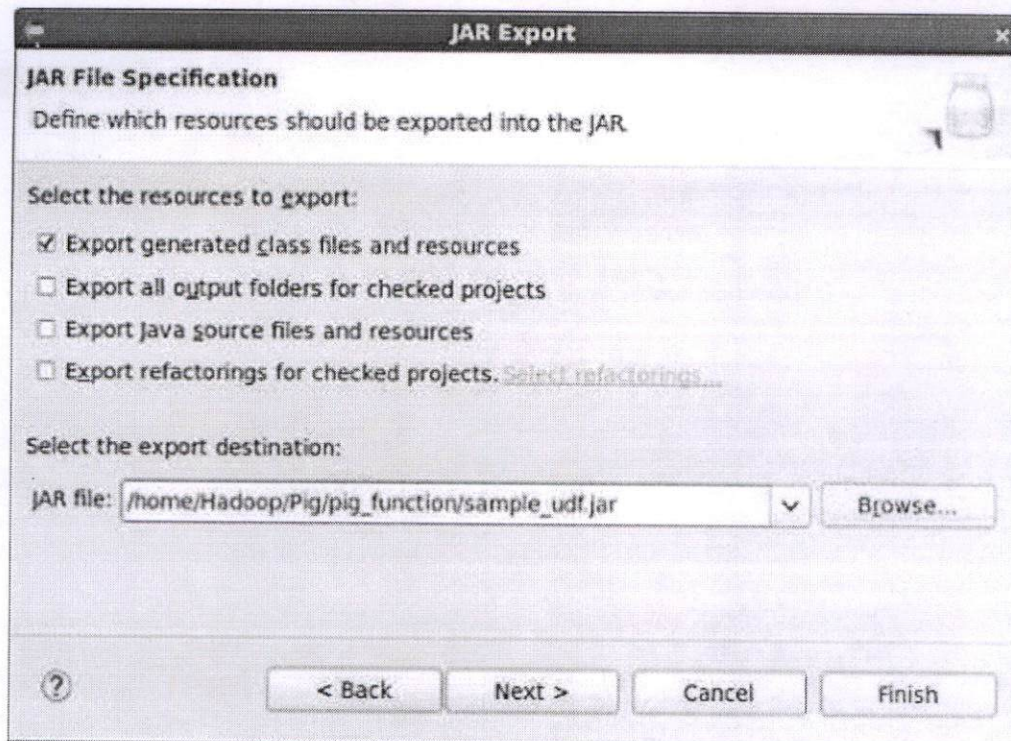 JAR Export
JAR File Specification
Define which resources should be exported into the JAR.
Select the resources to export:
Export generated class files and resources
Export all output folders for checked projects
Export Java source files and resources
Export refactorings for checked projects. Select refactorings...
Select the export destination:
JAR file: /home/Hadoop/Pig/pig_function/sample_udf.jar Browse...
? < Back Next > Cancel Finish